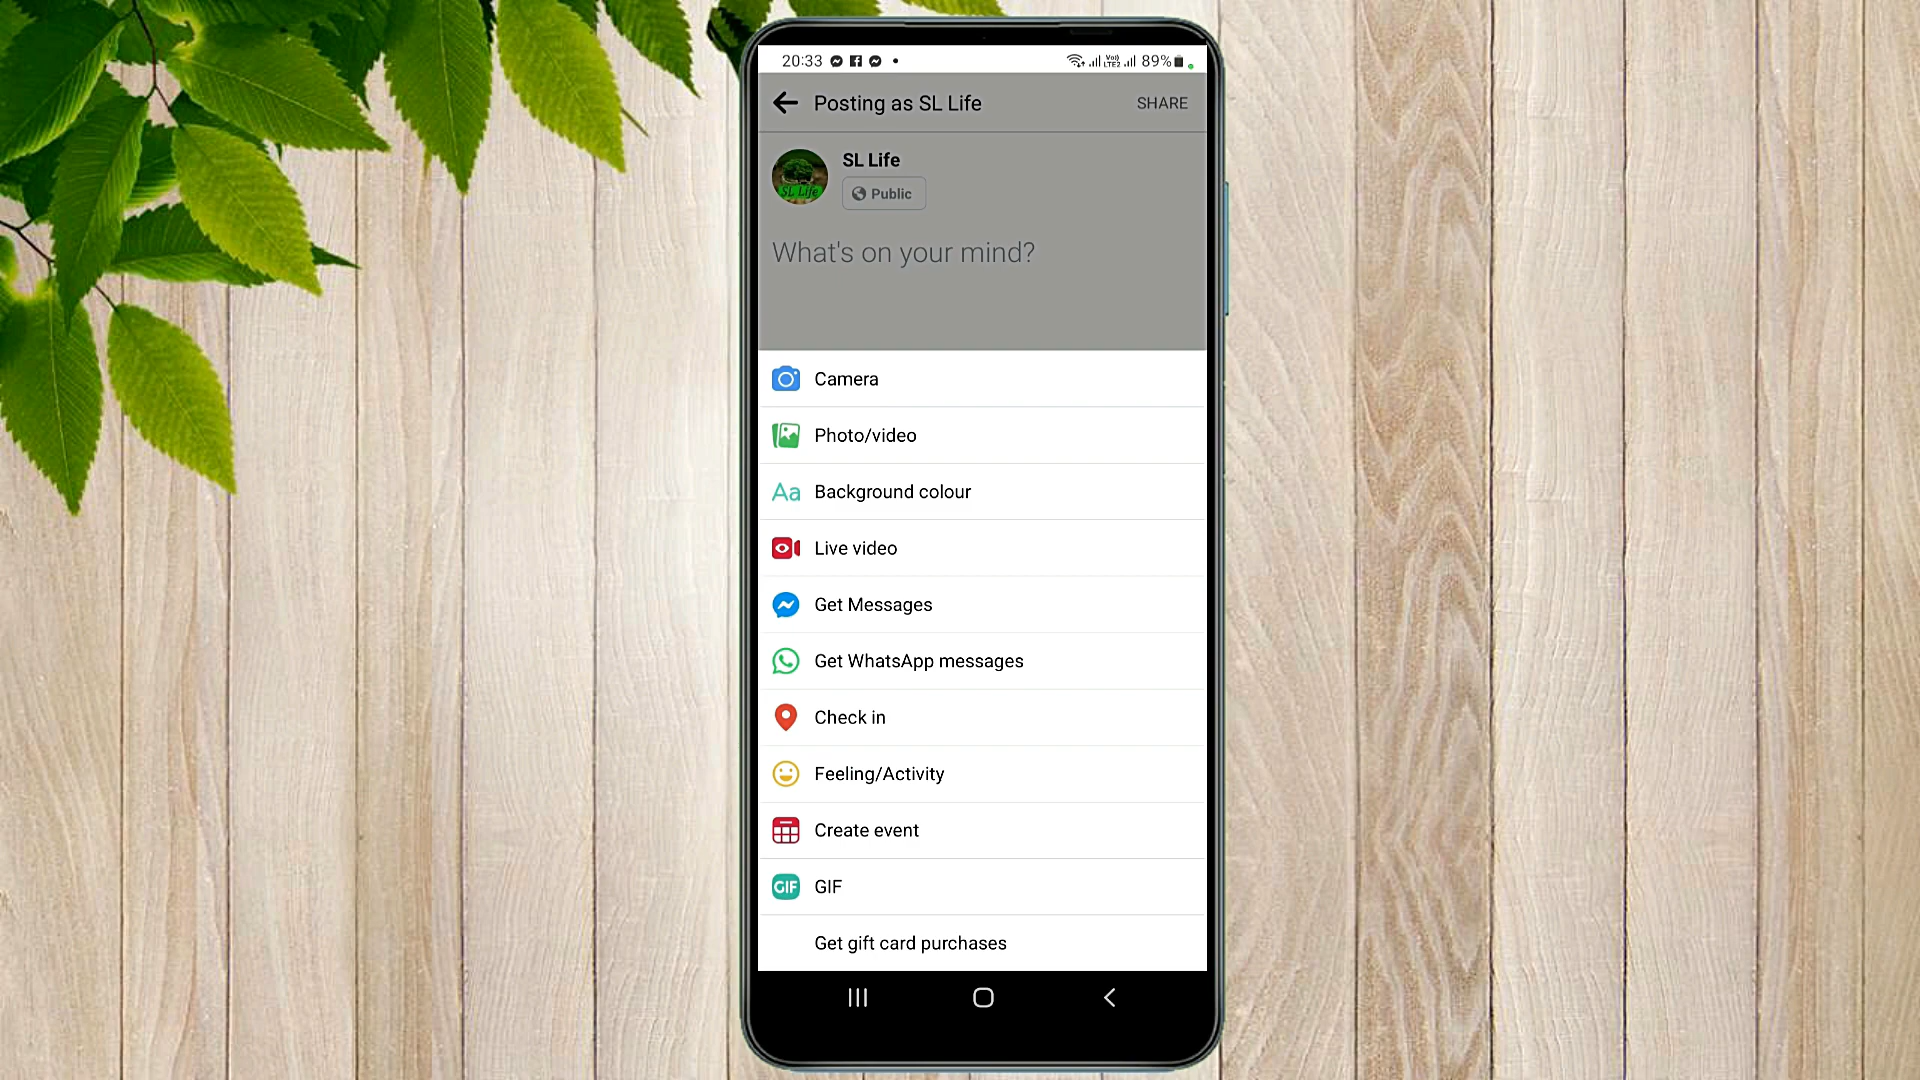 20:33 89%
Posting as SL Life SHARE
SL Life
SL Life
Public
What's on your mind?
Camera
Photo/video
Aa Background colour
Live video
Get Messages
Get WhatsApp messages
Check in
Feeling/Activity
Create event
GIF GIF
Get gift card purchases